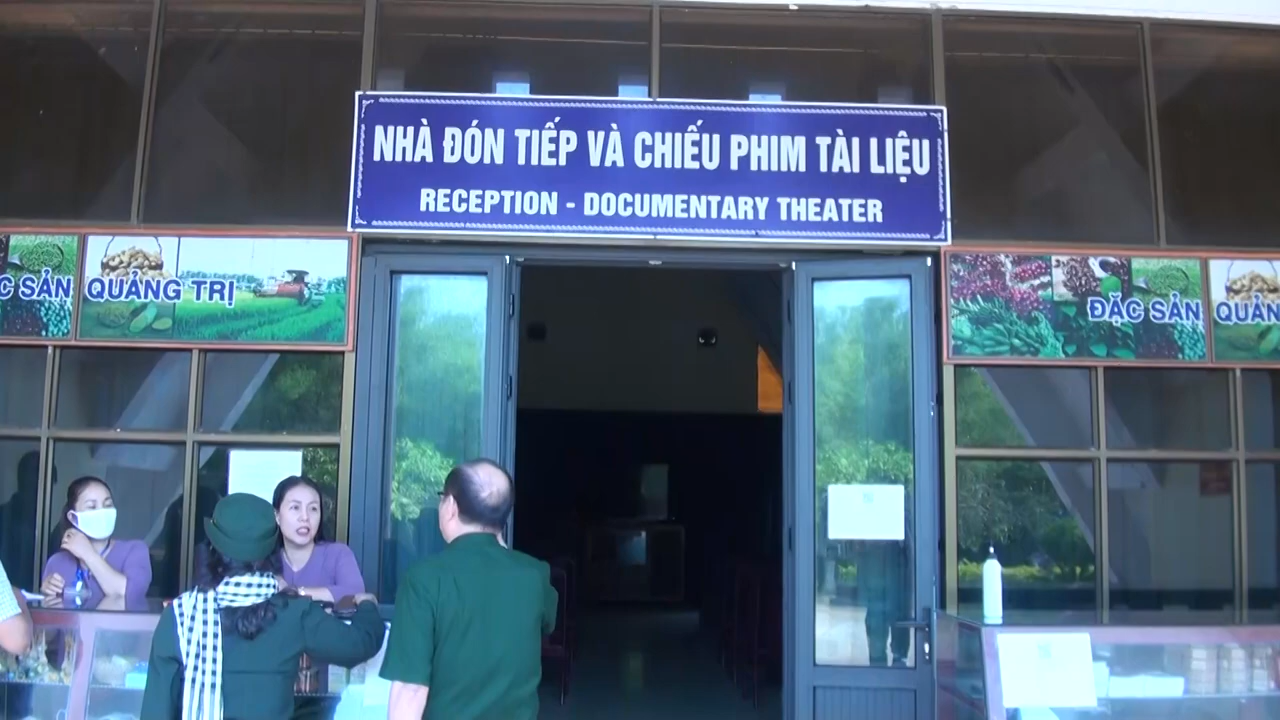 NHÀ ĐÓN TIẾP VÀ CHIẾU PHIM TÀI LIỆU
RECEPTION - DOCUMENTARY THEATER
C SẢN QUẢNG TRỊ
ĐẶC SẢN QUẢN